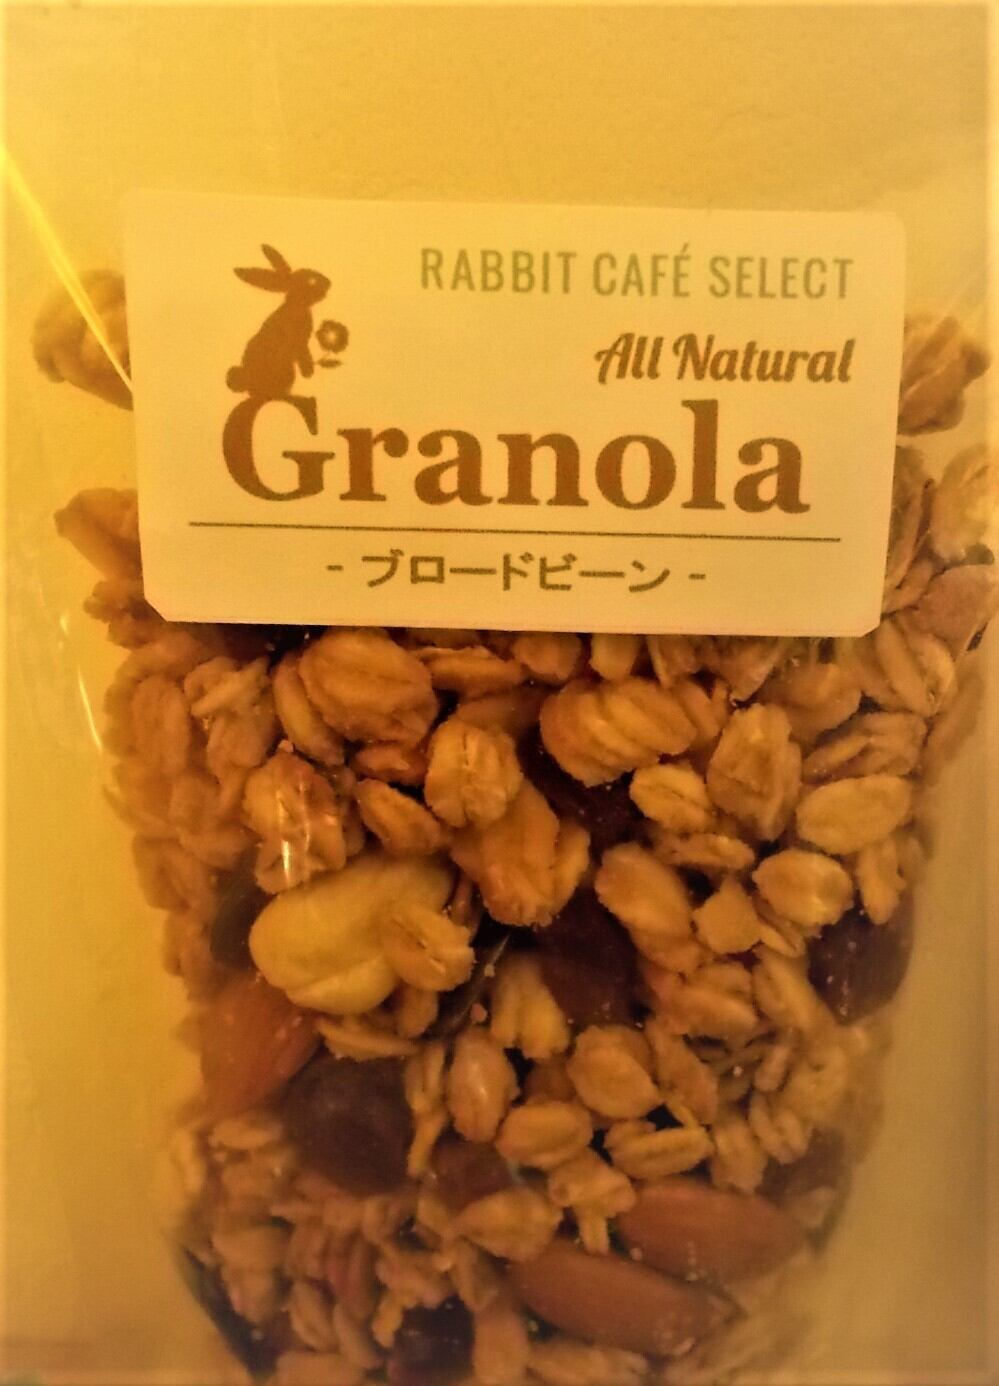 RABBIT CAFÉ SELECT
All Natural
Granola
- ブロードビーン -